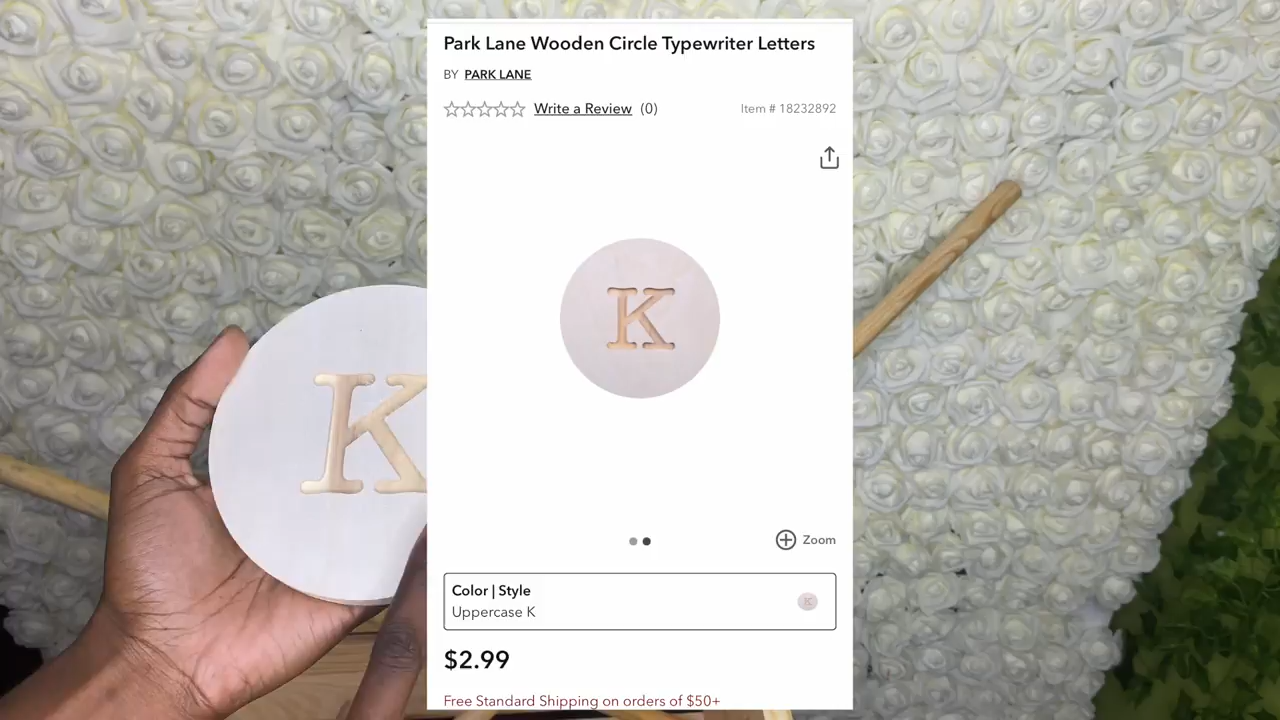 Park Lane Wooden Circle Typewriter Letters
BY PARK LANE
Write a Review (0)
Item # 18232892
K
K
Zoom
Color | Style
Uppercase K
K
$2.99
Free Standard Shipping on orders of $50+